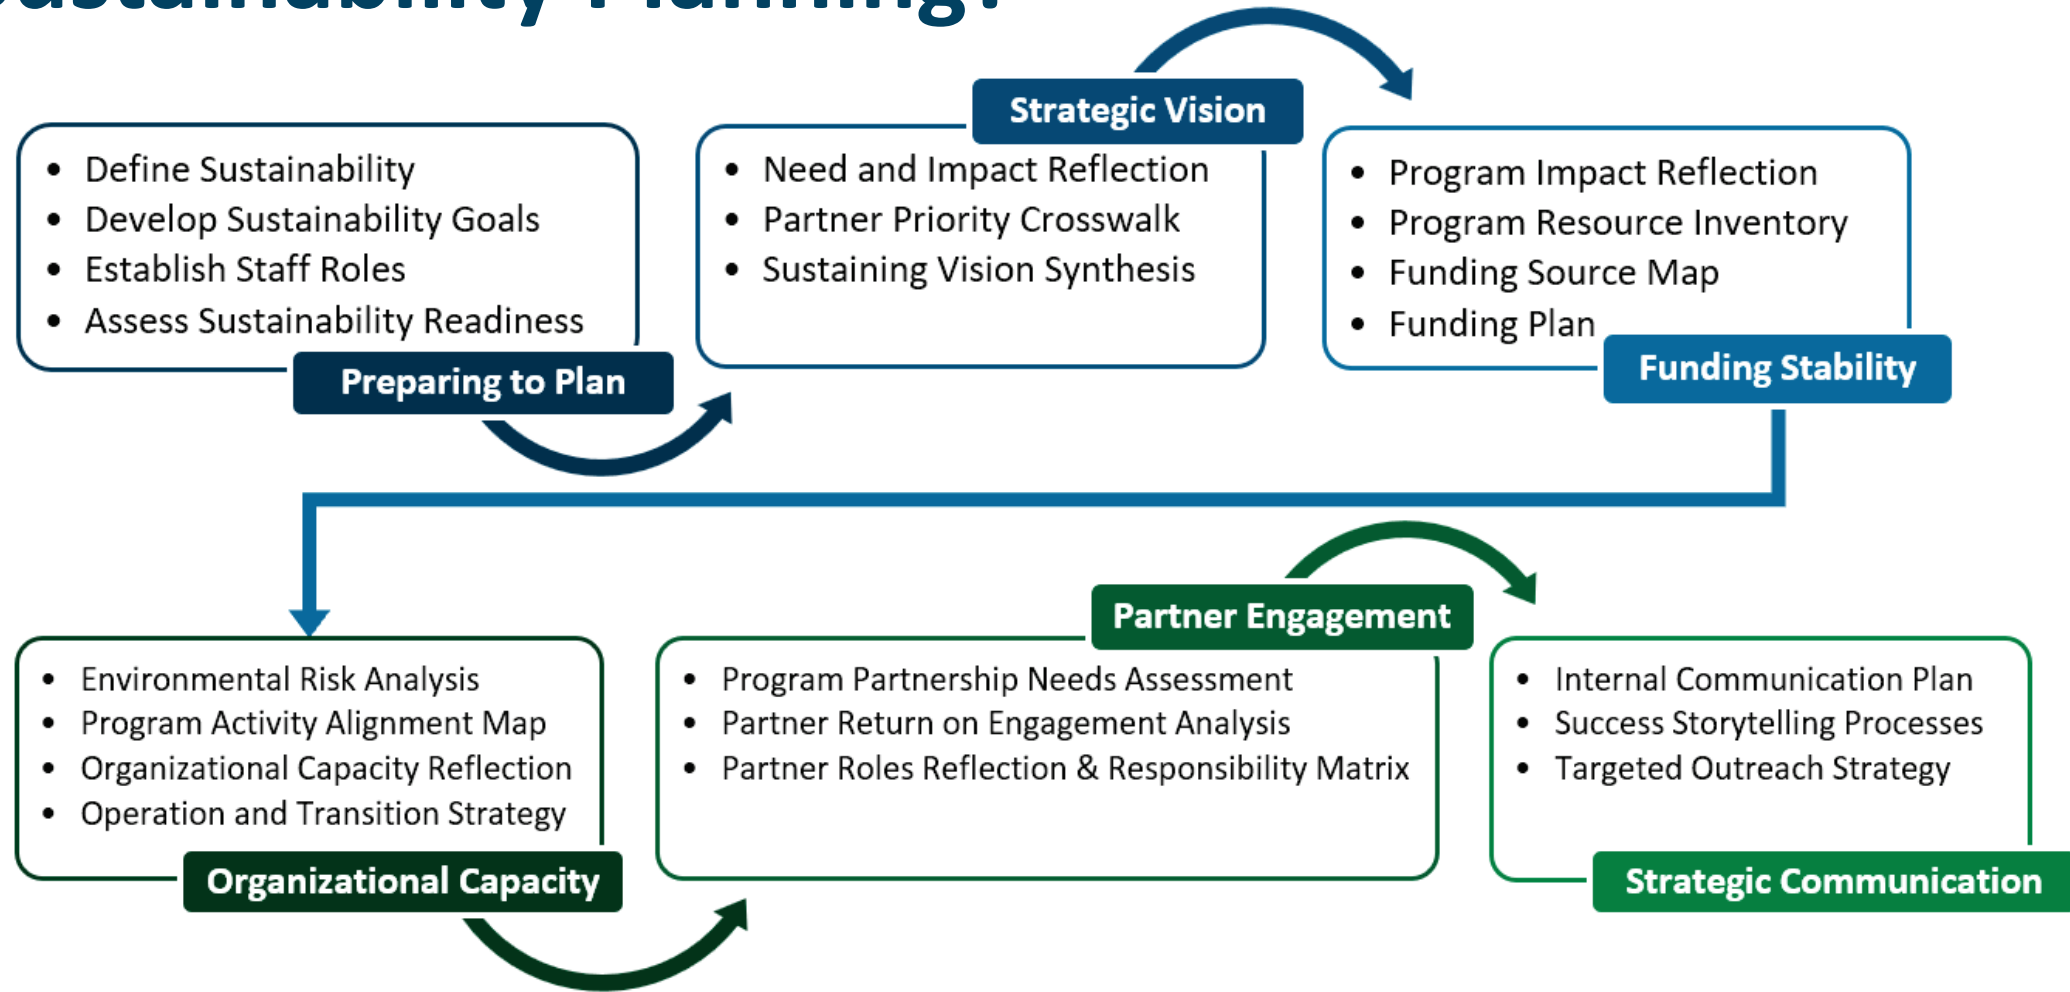 Sustainability Planning?
• Define Sustainability
• Develop Sustainability Goals
• Establish Staff Roles
• Assess Sustainability Readiness
Preparing to Plan
Strategic Vision
• Need and Impact Reflection
• Partner Priority Crosswalk
• Sustaining Vision Synthesis
• Program Impact Reflection
• Program Resource Inventory
• Funding Source Map
• Funding Plan
Funding Stability
• Environmental Risk Analysis
• Program Activity Alignment Map
• Organizational Capacity Reflection
• Operation and Transition Strategy
Organizational Capacity
Partner Engagement
• Program Partnership Needs Assessment
• Partner Return on Engagement Analysis
• Partner Roles Reflection & Responsibility Matrix
• Internal Communication Plan
• Success Storytelling Processes
• Targeted Outreach Strategy
Strategic Communication